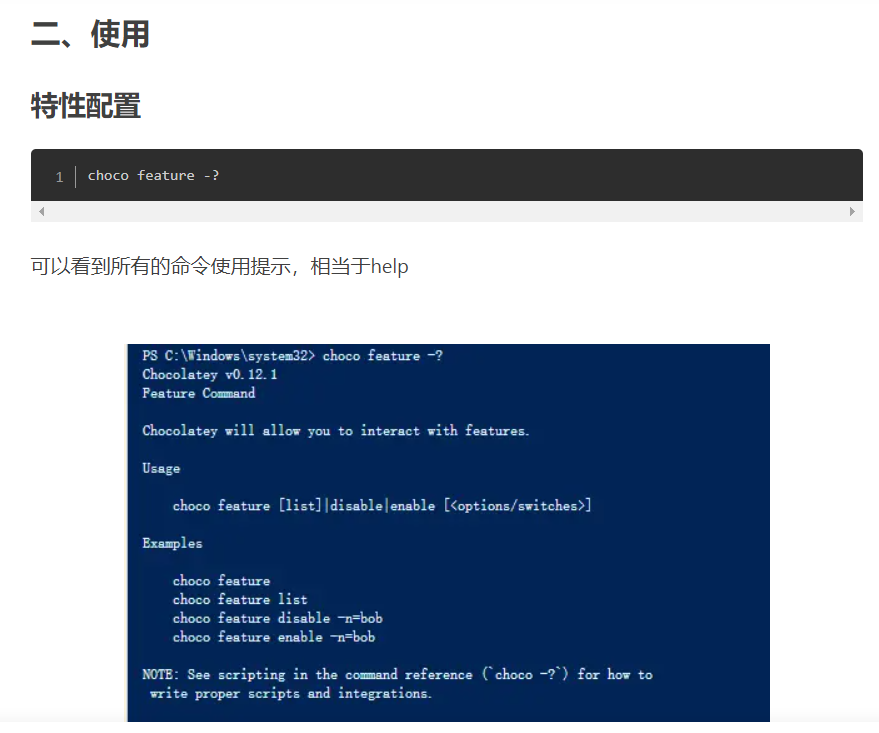 二、使用
特性配置
1 choco feature -?
可以看到所有的命令使用提示，相当于help
PS C:\Windows\system32> choco feature -?
Chocolatey v0.12.1
Feature Command
Chocolatey will allow you to interact with features.
Usage
choco feature [list]|disable|enable [<options/switches>]
Examples
choco feature
choco feature list
choco feature disable -n=bob
choco feature enable -n=bob
NOTE: See scripting in the command reference (`choco -?`) for how to
write proper scripts and integrations.